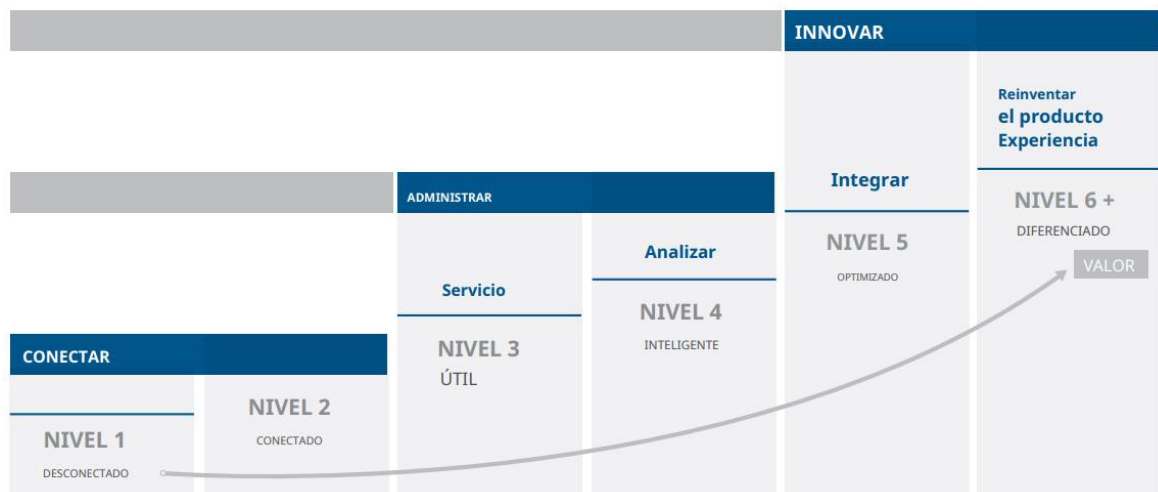 INNOVAR
Reinventar
el producto
Experiencia
Integrar
NIVEL 6 +
DIFERENCIADO
NIVEL 5
OPTIMIZADO
VALOR
ADMINISTRAR
Analizar
Servicio
NIVEL 4
INTELIGENTE
NIVEL 3
ÚTIL
CONECTAR
NIVEL 2
CONECTADO
NIVEL 1
DESCONECTADO